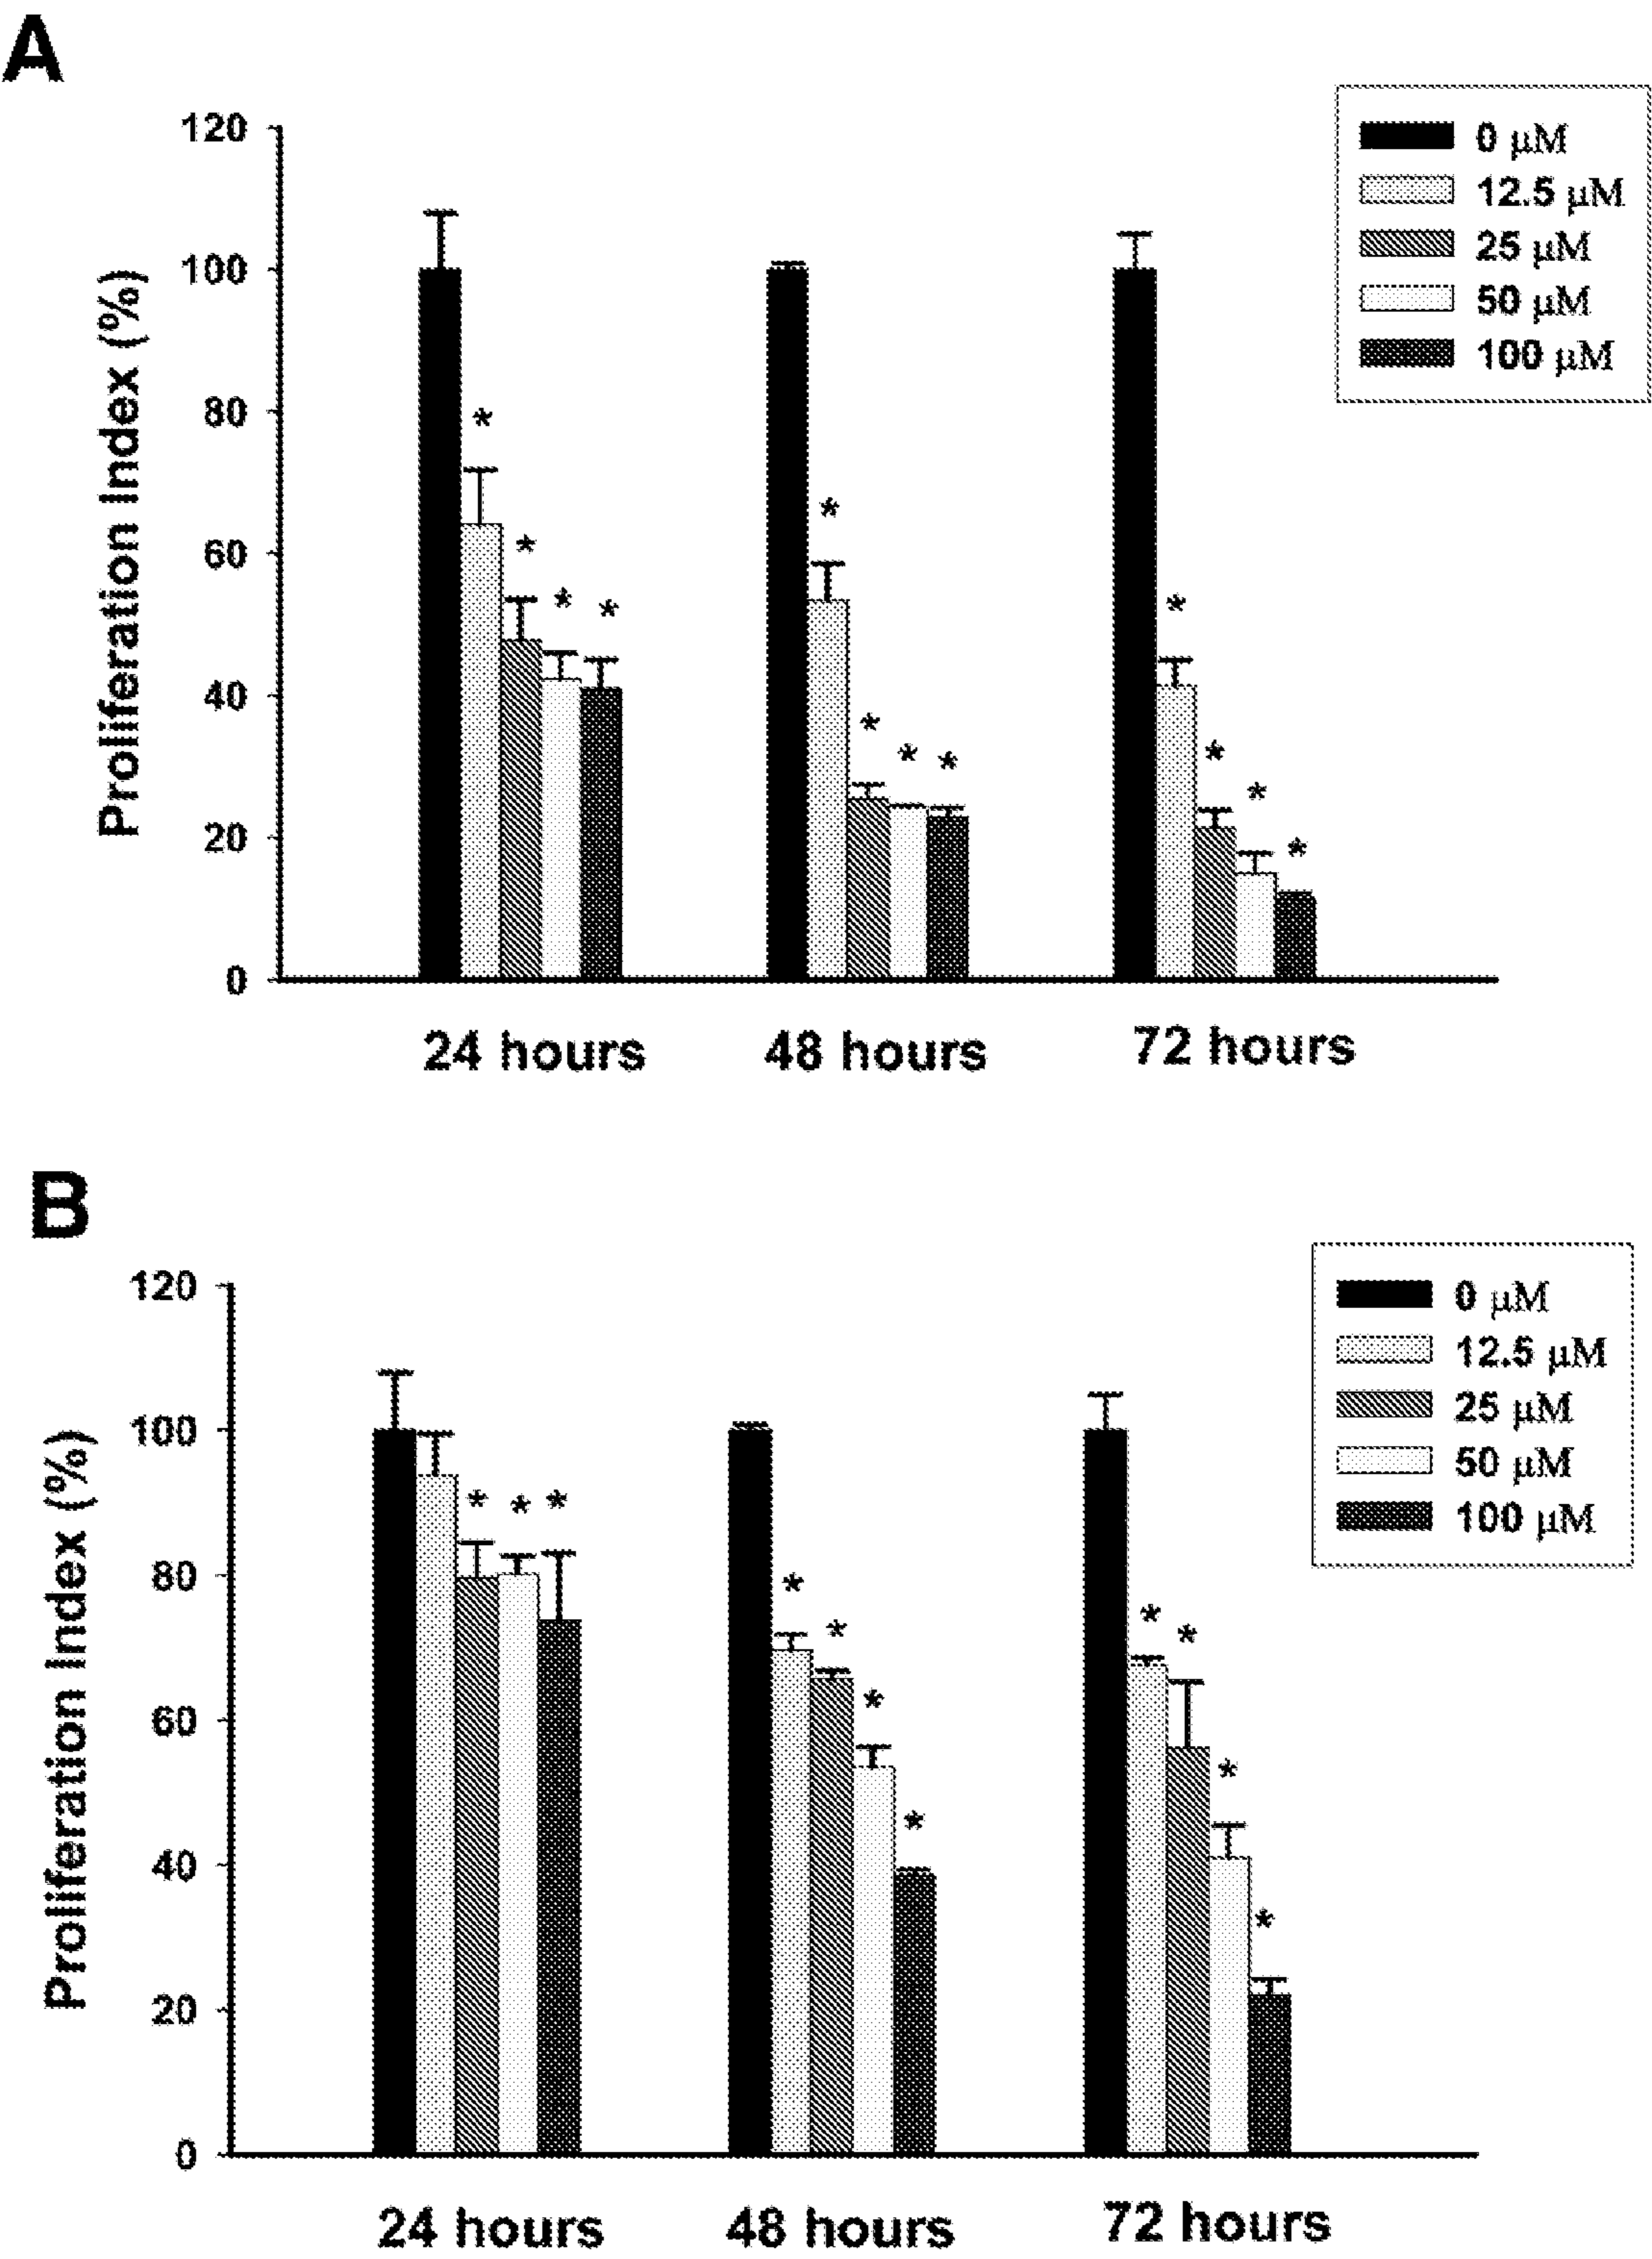 A
120
100
80
60
40
20
0
Proliferation Index (%)
0 μM
12.5 μM
25 μM
50 μM
100 μM
*
*
*
*
*
*
*
*
*
*
*
*
24 hours
48 hours
72 hours
B
120
100
80
60
40
20
0
Proliferation Index (%)
0 μM
12.5 μM
25 μM
50 μM
100 μM
* * *
*
*
*
*
*
*
*
*
24 hours
48 hours
72 hours